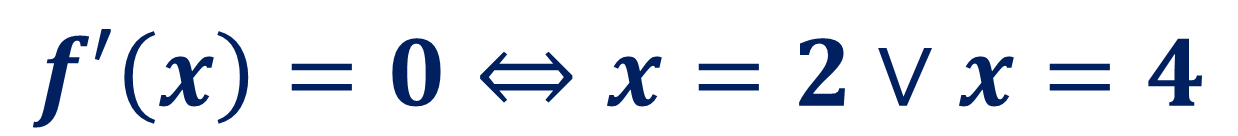 f′(x) = 0 ⇔ x = 2 ∨ x = 4